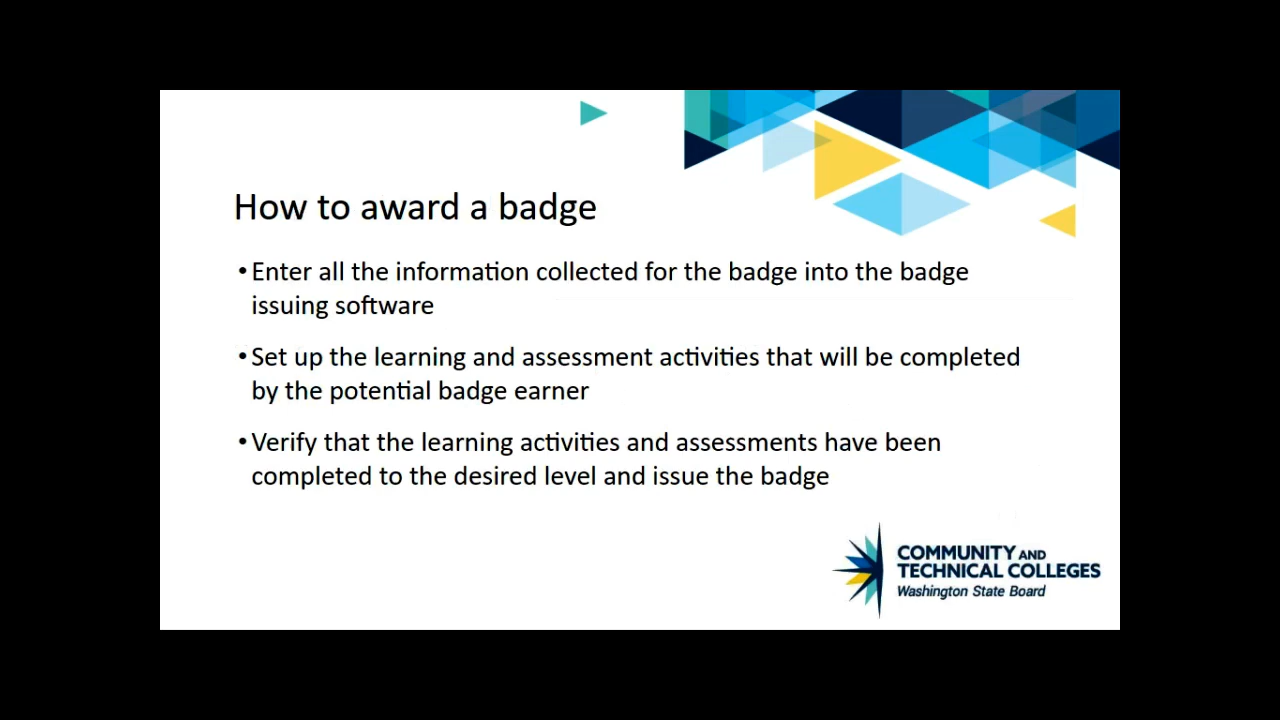 How to award a badge
• Enter all the information collected for the badge into the badge
issuing software
• Set up the learning and assessment activities that will be completed
by the potential badge earner
• Verify that the learning activities and assessments have been
completed to the desired level and issue the badge
COMMUNITY AND
TECHNICAL COLLEGES
Washington State Board